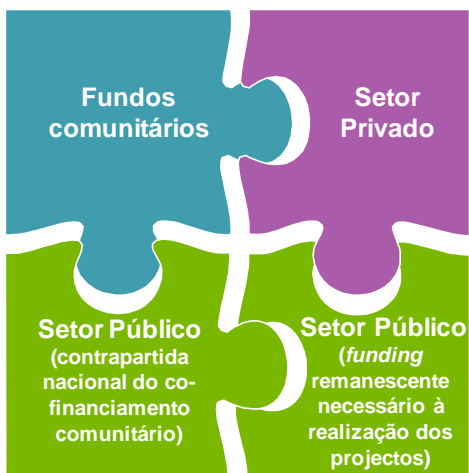 Fundos
comunitários
Setor
Privado
Setor Público
(contrapartida
nacional do co-
financiamento
comunitário)
Setor Público
(funding
remanescente
necessário à
realização dos
projectos)